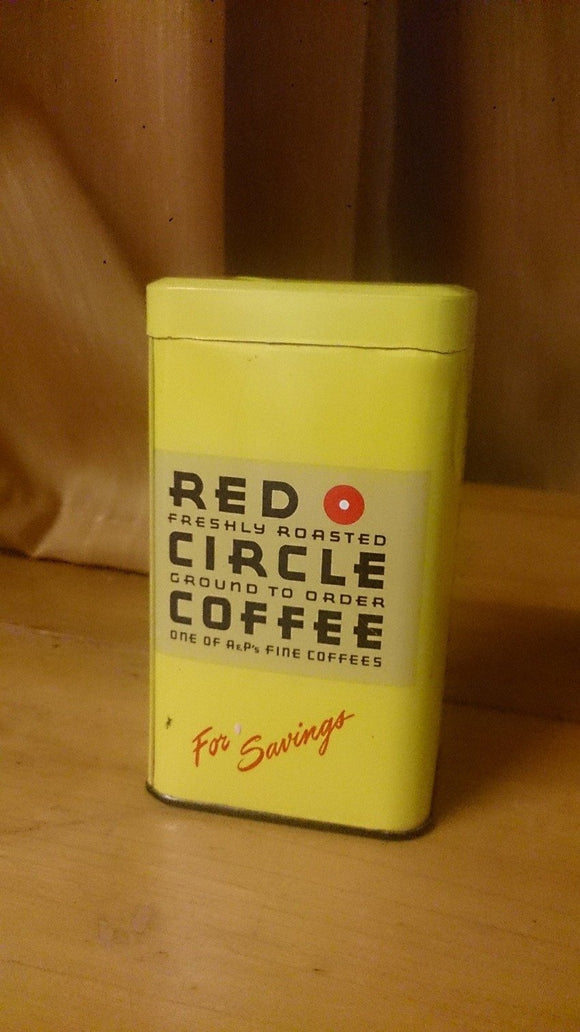 RED
FRESHLY ROASTED
CIRCLE
GROUND TO ORDER
COFFEE
ONE OF A&P's FINE COFFEES
For Savings